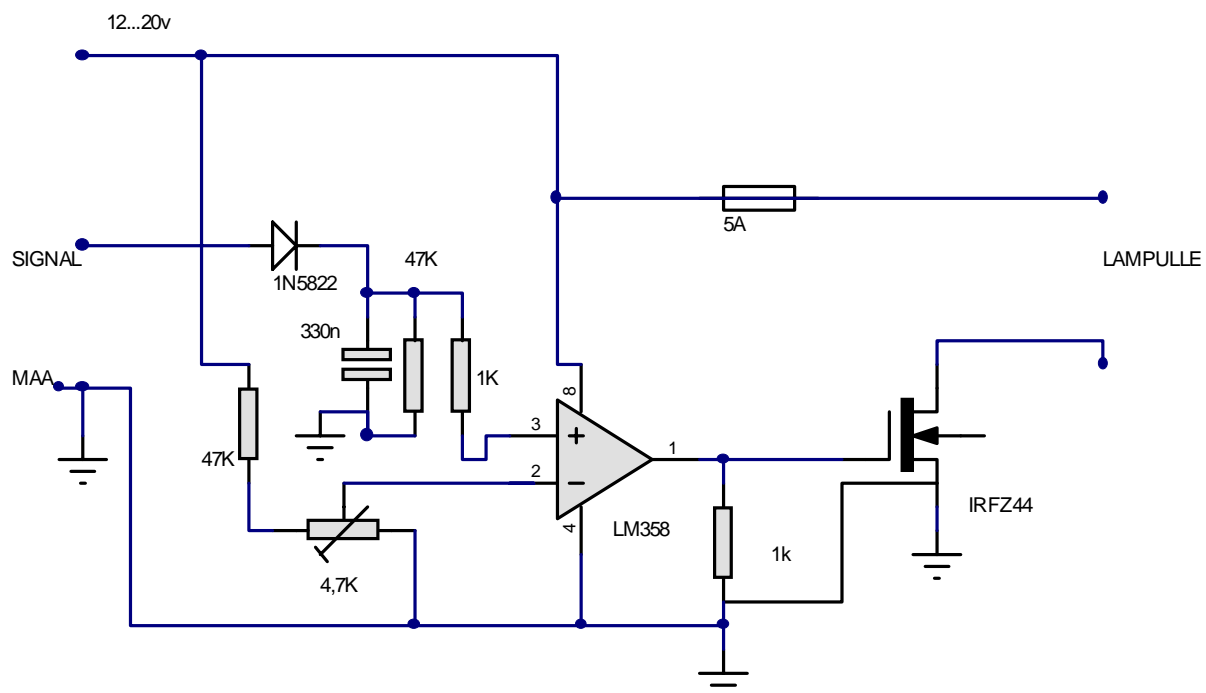 12...20v
5A
SIGNAL
1N5822
47K
LAMPULLE
330n
MAA
1K
8
47K
3
+
1
2
−
4
LM358
IRFZ44
1k
4,7K